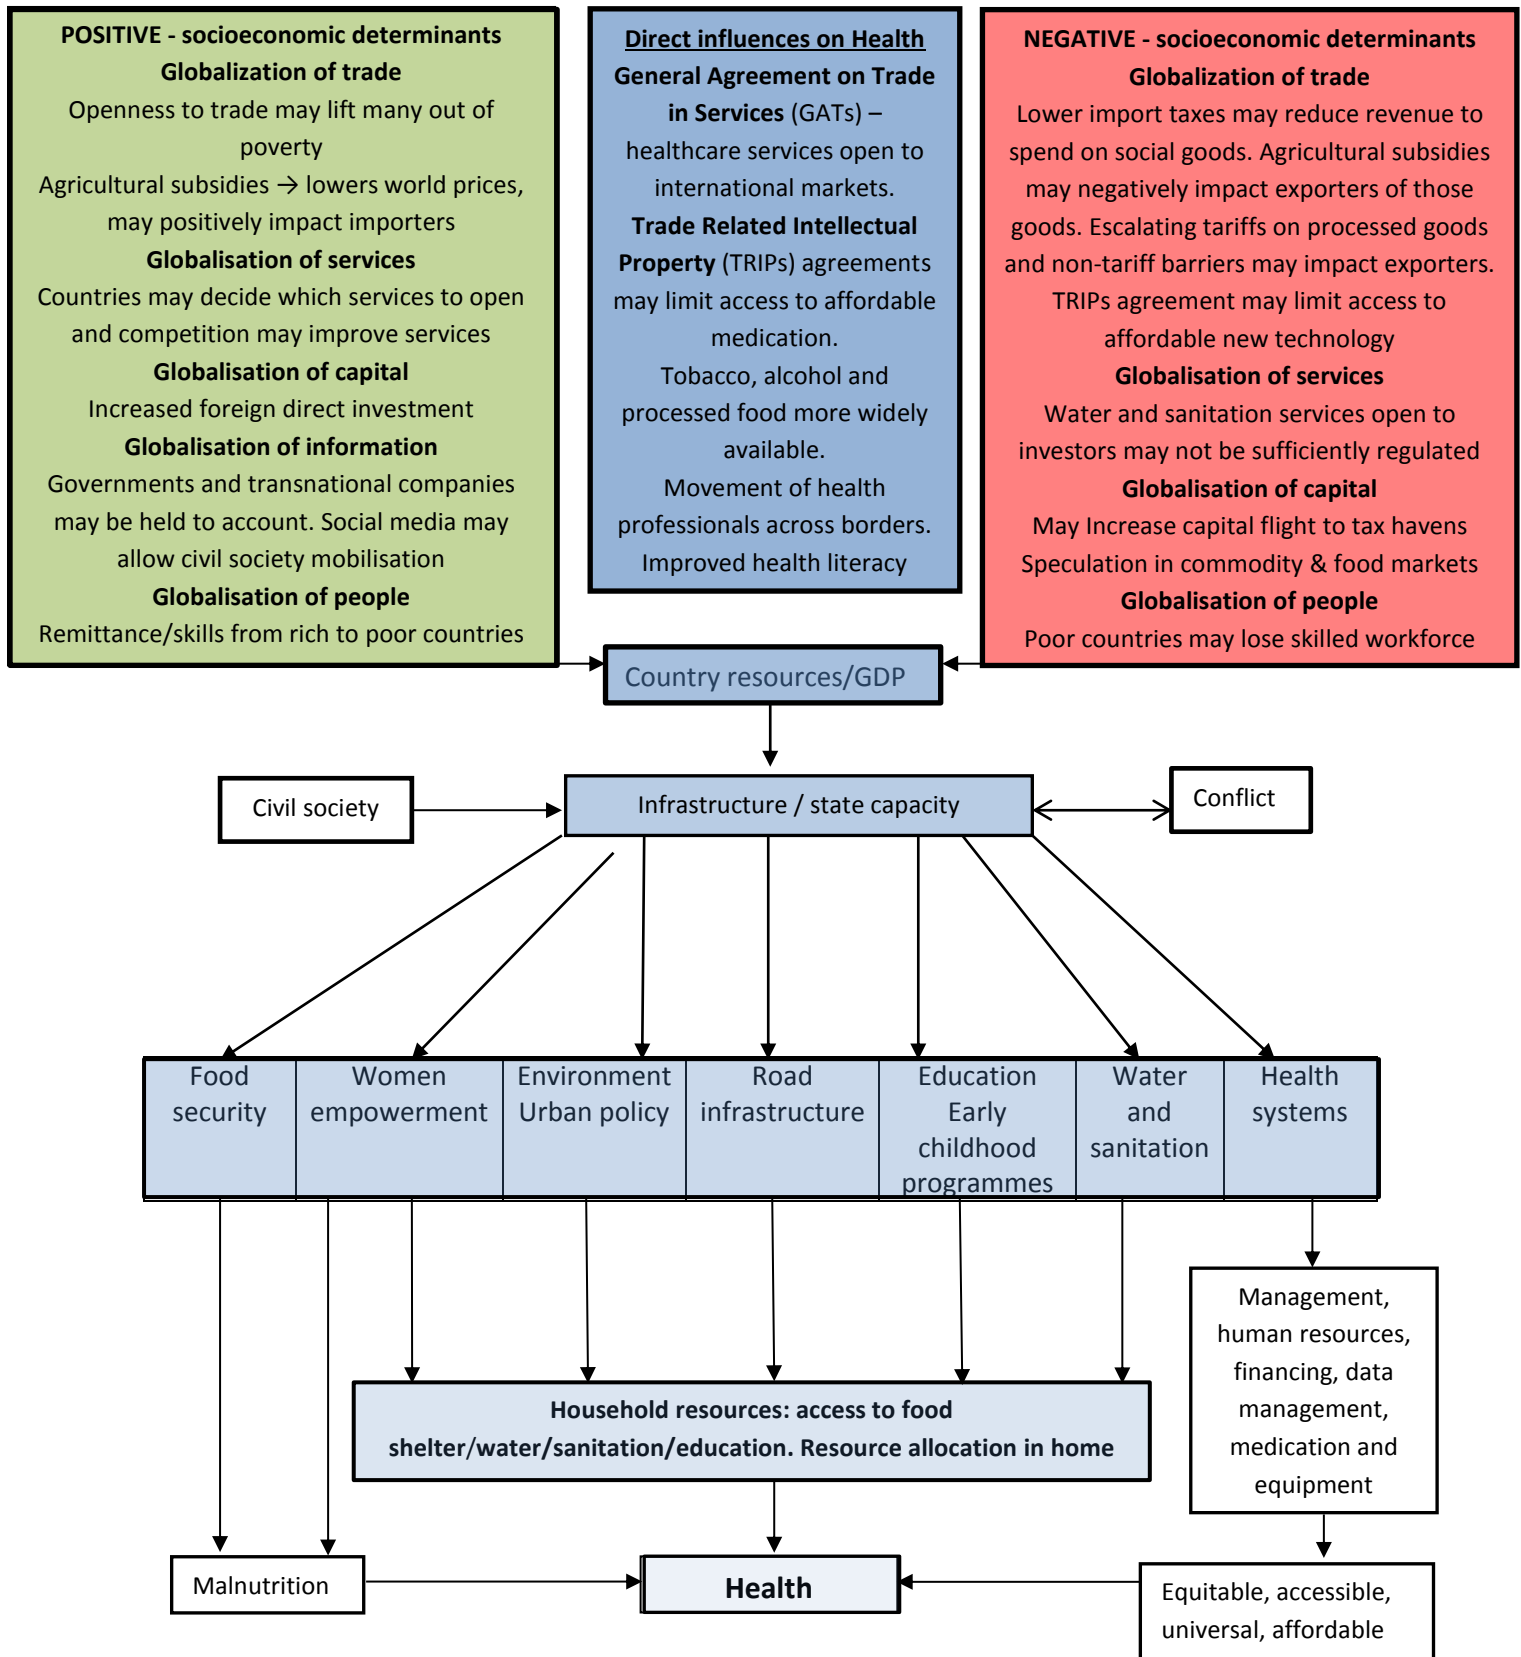 POSITIVE - socioeconomic determinants
Globalization of trade
Openness to trade may lift many out of
poverty
Agricultural subsidies → lowers world prices,
may positively impact importers
Globalisation of services
Countries may decide which services to open
and competition may improve services
Globalisation of capital
Increased foreign direct investment
Globalisation of information
Governments and transnational companies
may be held to account. Social media may
allow civil society mobilisation
Globalisation of people
Remittance/skills from rich to poor countries
Direct influences on Health
General Agreement on Trade
in Services (GATs) –
healthcare services open to
international markets.
Trade Related Intellectual
Property (TRIPs) agreements
may limit access to affordable
medication.
Tobacco, alcohol and
processed food more widely
available.
Movement of health
professionals across borders.
Improved health literacy
NEGATIVE - socioeconomic determinants
Globalization of trade
Lower import taxes may reduce revenue to
spend on social goods. Agricultural subsidies
may negatively impact exporters of those
goods. Escalating tariffs on processed goods
and non-tariff barriers may impact exporters.
TRIPs agreement may limit access to
affordable new technology
Globalisation of services
Water and sanitation services open to
investors may not be sufficiently regulated
Globalisation of capital
May Increase capital flight to tax havens
Speculation in commodity & food markets
Globalisation of people
Poor countries may lose skilled workforce
Country resources/GDP
Civil society
Infrastructure / state capacity
Conflict
Food
security
Women
empowerment
Environment
Urban policy
Road
infrastructure
Education
Early
childhood
programmes
Water
and
sanitation
Health
systems
Management,
human resources,
financing, data
management,
medication and
equipment
Household resources: access to food
shelter/water/sanitation/education. Resource allocation in home
Malnutrition
Health
Equitable, accessible,
universal, affordable